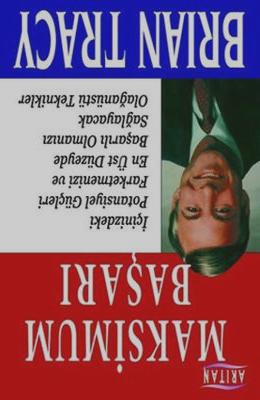 ARITAN
MAKSİMUM
BAŞARI
İçinizdeki
Potansiyel Güçleri
Farketmenizi ve
En Üst Düzeyde
Başarılı Olmanızı
Sağlayacak
Olağanüstü Teknikler
BRIAN TRACY